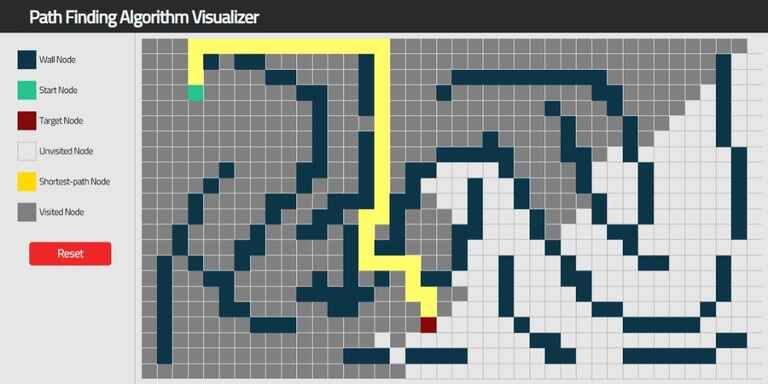 Path Finding Algorithm Visualizer
Wall Node
Start Node
Target Node
Unvisited Node
Shortest-path Node
Visited Node
Reset